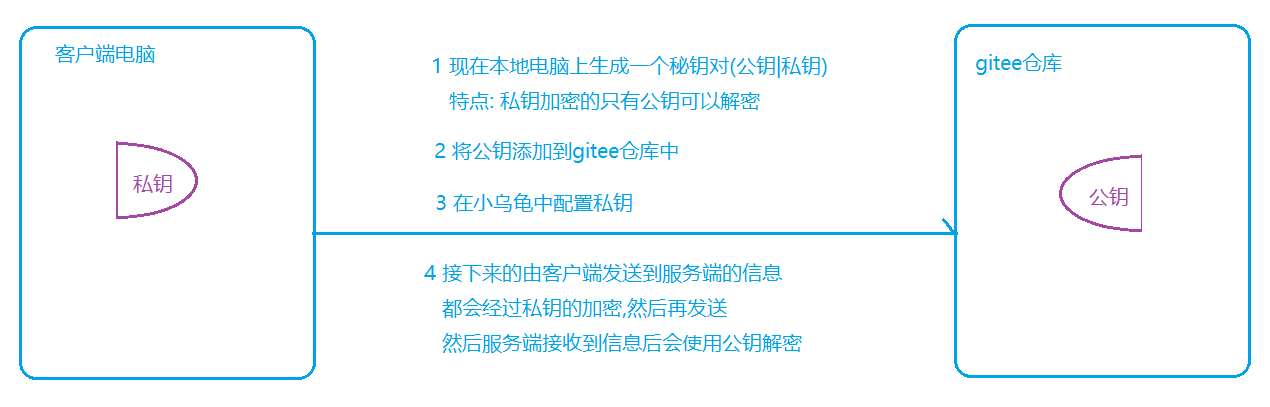 客户端电脑
私钥
1 现在本地电脑上生成一个秘钥对(公钥|私钥)
特点: 私钥加密的只有公钥可以解密
2 将公钥添加到gitee仓库中
3 在小乌龟中配置私钥
4 接下来的由客户端发送到服务端的信息
都会经过私钥的加密,然后再发送
然后服务端接收到信息后会使用公钥解密
gitee仓库
公钥